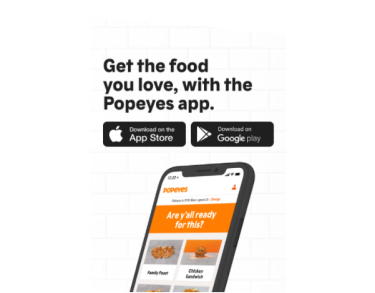 Get the food
you love, with the
Popeyes app.
Download on the
App Store
Download on
Google play
POPEYES
Are y'all ready
for this?
Family Feast
Chicken
Sandwich